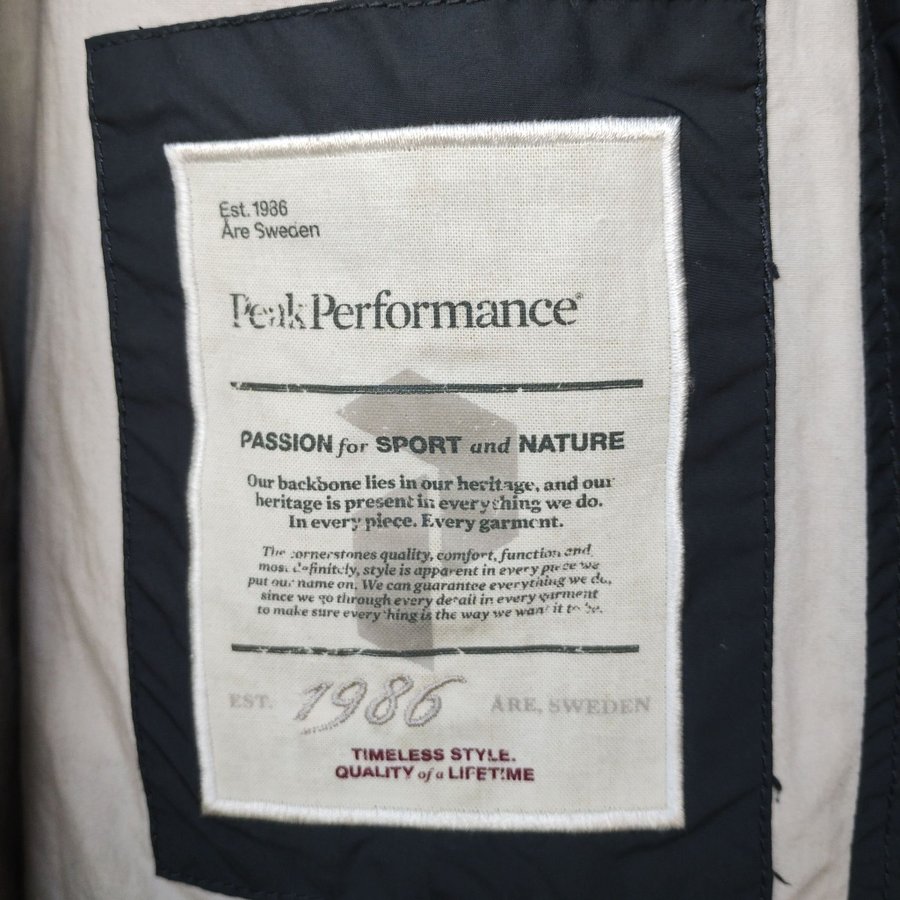 Est. 1986
Åre Sweden
Peak Performance®
PASSION for SPORT and NATURE
Our backbone lies in our heritage, and our
heritage is present in everything we do.
In every piece. Every garment.
The cornerstones quality, comfort, function and
most definitely, style is apparent in every piece we
put our name on. We can guarantee everything we do,
since we go through every detail in every garment
to make sure everything is the way we want it to be.
EST. 1986 ÅRE, SWEDEN
TIMELESS STYLE.
QUALITY of a LIFETIME